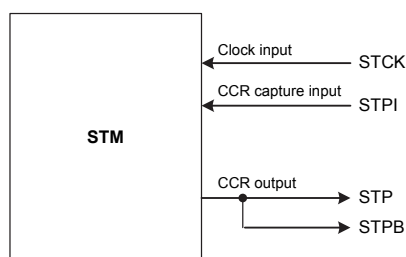 Clock input
STCK
CCR capture input
STPI
STM
CCR output
STP
STPB